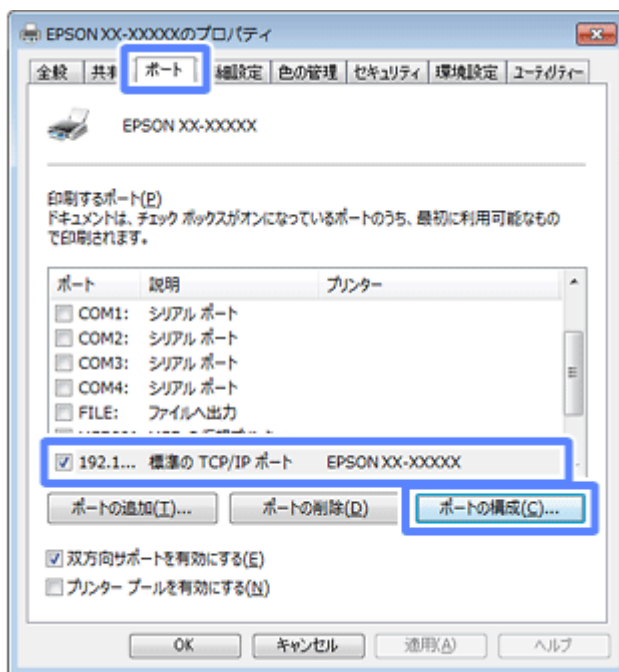 EPSON XX-XXXXXのプロパティ
全般 ポート 色の管理 セキュリティ 環境設定 ユーティリティー
EPSON XX-XXXXX
印刷するポート(P)
ドキュメントは、チェック ボックスがオンになっているポートのうち、最初に利用可能なもの
で印刷されます。
ポート 説明 プリンター
COM1: シリアル ポート
COM2: シリアル ポート
COM3: シリアル ポート
COM4: シリアル ポート
FILE: ファイルへ出力
192.1... 標準の TCP/IP ポート EPSON XX-XXXXX
ポートの追加(T)... ポートの削除(D) ポートの構成(C)...
双方向サポートを有効にする(E)
プリンター プールを有効にする(N)
OK キャンセル 適用(A) ヘルプ